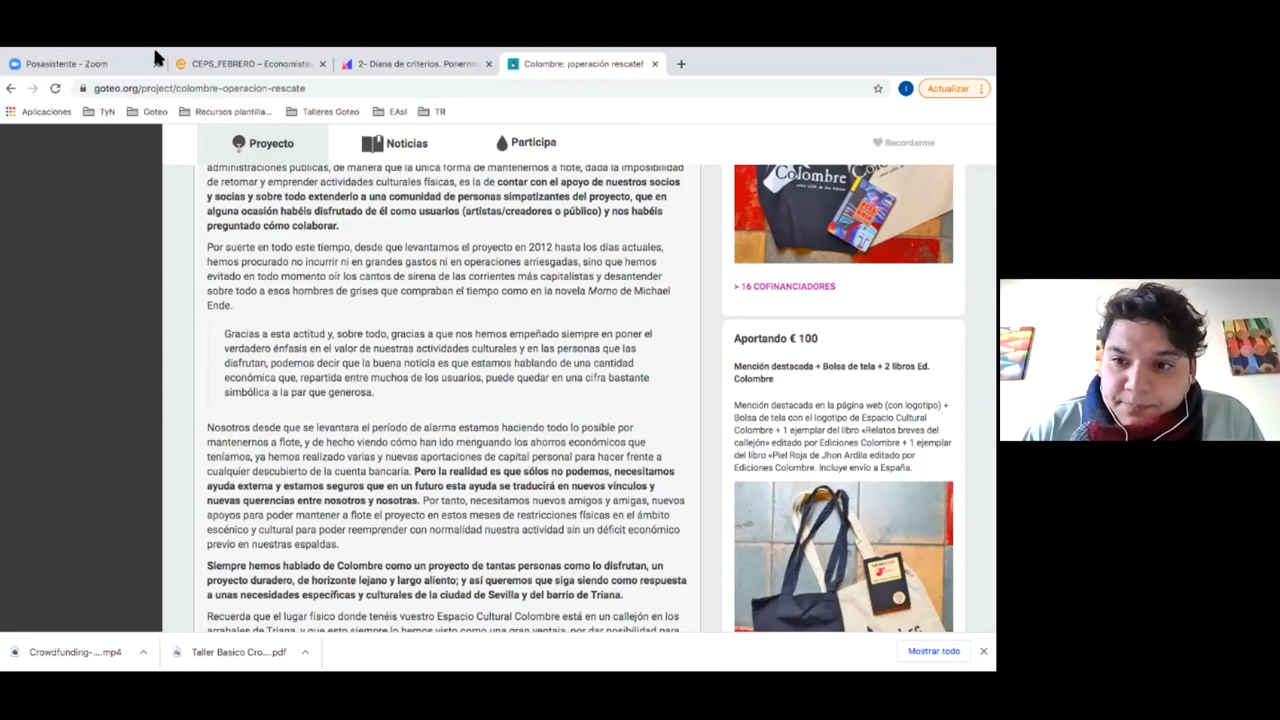 Posasistente - Zoom
CEPS_FEBRERO – Economistas
2- Diana de criterios. Ponemos
Colombre: ¡operación rescate!
goteo.org/project/colombre-operacion-rescate
Actualizar
Aplicaciones
TyN
Goteo
Recursos plantilla...
Talleres Goteo
EAsI
TR
Proyecto
Noticias
Participa
Recordarme
administraciones públicas, de manera que la única forma de mantenernos a flote, dada la imposibilidad
de retomar y emprender actividades culturales físicas, es la de contar con el apoyo de nuestros socios
y socias y sobre todo extenderlo a una comunidad de personas simpatizantes del proyecto, que en
alguna ocasión habéis disfrutado de él como usuarios (artistas/creadores o público) y nos habéis
preguntado cómo colaborar.
Por suerte en todo este tiempo, desde que levantamos el proyecto en 2012 hasta los días actuales,
hemos procurado no incurrir ni en grandes gastos ni en operaciones arriesgadas, sino que hemos
evitado en todo momento oír los cantos de sirena de las corrientes más capitalistas y desantender
sobre todo a esos hombres de grises que compraban el tiempo como en la novela Momo de Michael
Ende.
Gracias a esta actitud y, sobre todo, gracias a que nos hemos empeñado siempre en poner el
verdadero énfasis en el valor de nuestras actividades culturales y en las personas que las
disfrutan, podemos decir que la buena noticia es que estamos hablando de una cantidad
económica que, repartida entre muchos de los usuarios, puede quedar en una cifra bastante
simbólica a la par que generosa.
Nosotros desde que se levantara el período de alarma estamos haciendo todo lo posible por
mantenernos a flote, y de hecho viendo cómo han ido menguando los ahorros económicos que
teníamos, ya hemos realizado varias y nuevas aportaciones de capital personal para hacer frente a
cualquier descubierto de la cuenta bancaria. Pero la realidad es que sólos no podemos, necesitamos
ayuda externa y estamos seguros que en un futuro esta ayuda se traducirá en nuevos vínculos y
nuevas querencias entre nosotros y nosotras. Por tanto, necesitamos nuevos amigos y amigas, nuevos
apoyos para poder mantener a flote el proyecto en estos meses de restricciones físicas en el ámbito
escénico y cultural para poder reemprender con normalidad nuestra actividad sin un déficit económico
previo en nuestras espaldas.
Siempre hemos hablado de Colombre como un proyecto de tantas personas como lo disfrutan, un
proyecto duradero, de horizonte lejano y largo aliento; y así queremos que siga siendo como respuesta
a unas necesidades específicas y culturales de la ciudad de Sevilla y del barrio de Triana.
Recuerda que el lugar físico donde tenéis vuestro Espacio Cultural Colombre está en un callejón en los
arrabales de Triana, y que esto siempre lo hemos visto como una gran ventaja, por dar posibilidad para
Colombre
> 16 COFINANCIADORES
Aportando € 100
Mención destacada + Bolsa de tela + 2 libros Ed.
Colombre
Mención destacada en la página web (con logotipo) +
Bolsa de tela con el logotipo de Espacio Cultural
Colombre + 1 ejemplar del libro «Relatos breves del
callejón» editado por Ediciones Colombre + 1 ejemplar
del libro «Piel Roja de Jhon Ardila editado por
Ediciones Colombre. Incluye envío a España.
Crowdfunding-....mp4
Taller Basico Cro....pdf
Mostrar todo